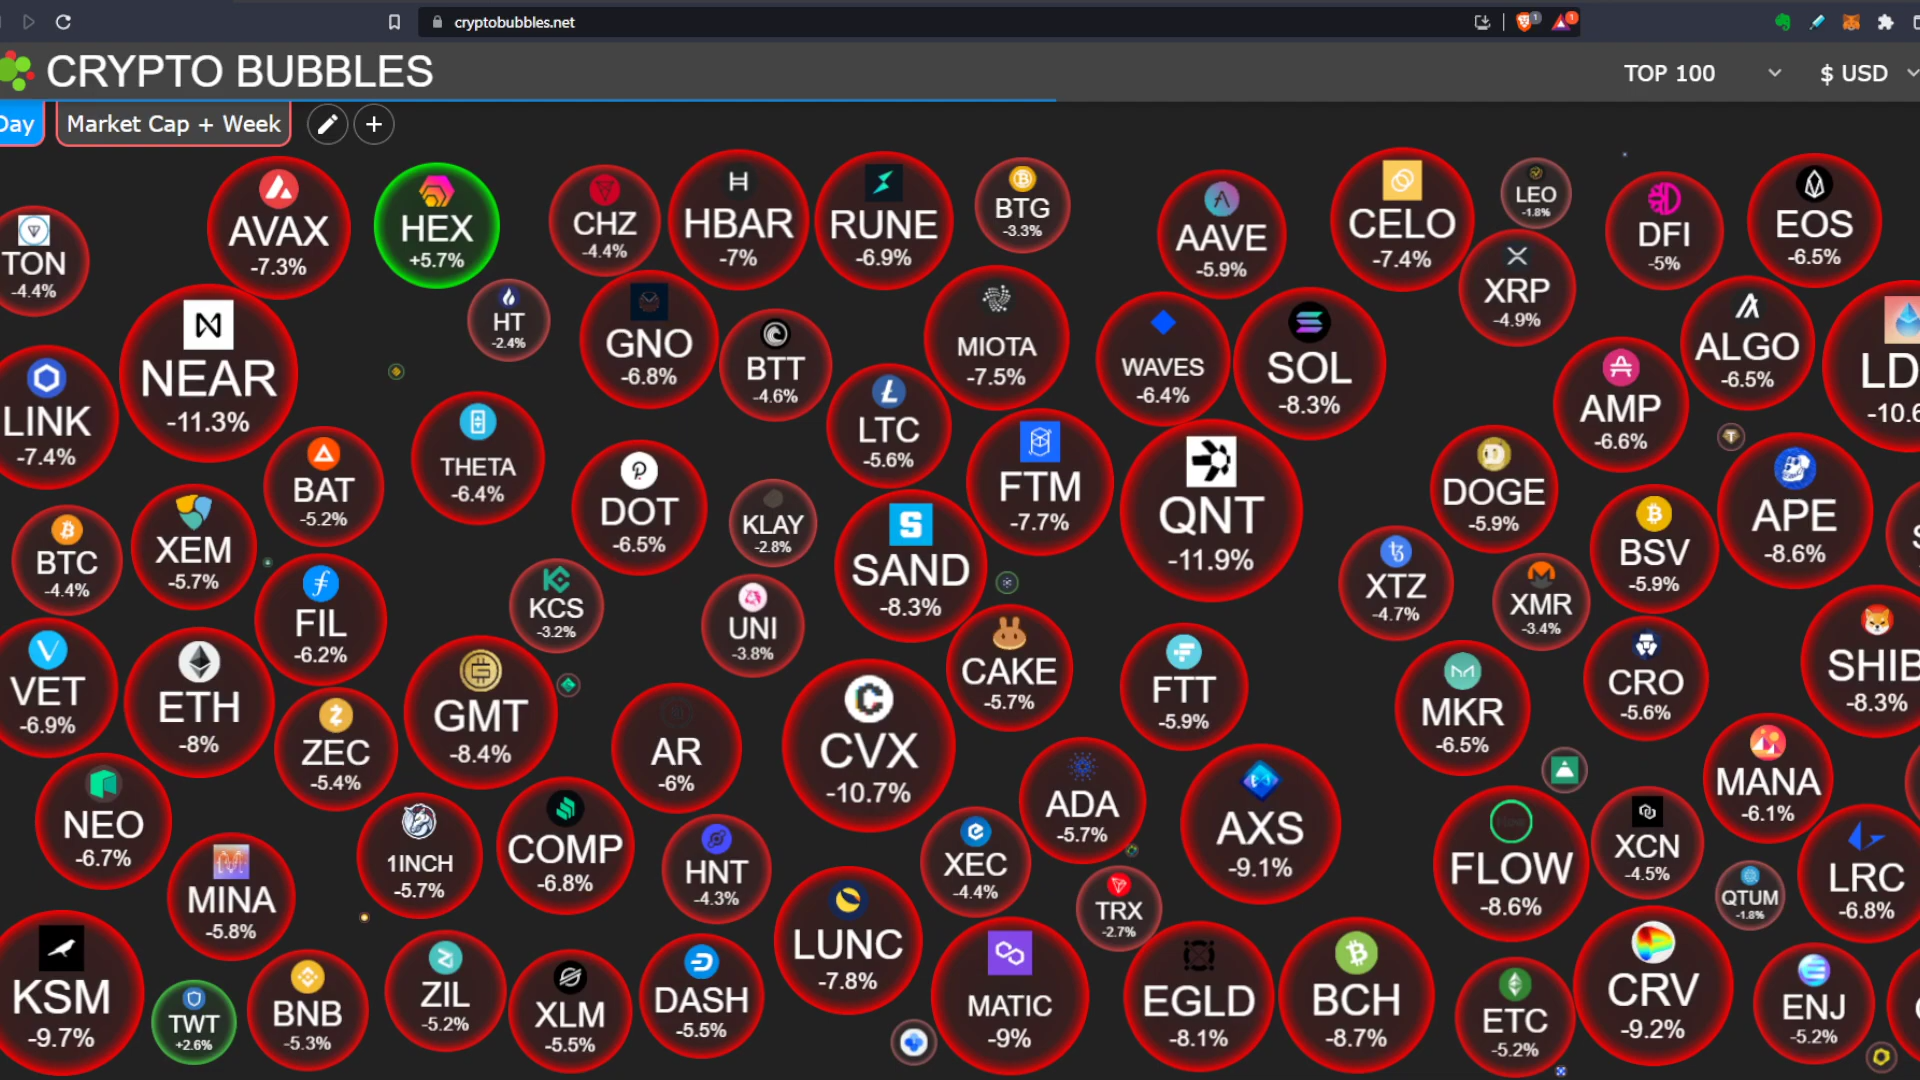 cryptobubbles.net
1
1
CRYPTO BUBBLES
TOP 100
$ USD
Day
Market Cap + Week
TON
-4.4%
AVAX
-7.3%
HEX
+5.7%
CHZ
-4.4%
HBAR
-7%
RUNE
-6.9%
BTG
-3.3%
AAVE
-5.9%
CELO
-7.4%
LEO
-1.8%
DFI
-5%
EOS
-6.5%
XRP
-4.9%
HT
-2.4%
NEAR
-11.3%
GNO
-6.8%
BTT
-4.6%
MIOTA
-7.5%
WAVES
-6.4%
SOL
-8.3%
ALGO
-6.5%
LD
-10.6
LINK
-7.4%
AMP
-6.6%
LTC
-5.6%
BAT
-5.2%
THETA
-6.4%
DOT
-6.5%
KLAY
-2.8%
FTM
-7.7%
QNT
-11.9%
DOGE
-5.9%
APE
-8.6%
BTC
-4.4%
XEM
-5.7%
SAND
-8.3%
BSV
-5.9%
XTZ
-4.7%
XMR
-3.4%
FIL
-6.2%
KCS
-3.2%
UNI
-3.8%
CAKE
-5.7%
SHIB
-8.3%
VET
-6.9%
ETH
-8%
GMT
-8.4%
FTT
-5.9%
CRO
-5.6%
MKR
-6.5%
ZEC
-5.4%
AR
-6%
CVX
-10.7%
ADA
-5.7%
MANA
-6.1%
NEO
-6.7%
1INCH
-5.7%
COMP
-6.8%
HNT
-4.3%
XEC
-4.4%
AXS
-9.1%
FLOW
-8.6%
XCN
-4.5%
QTUM
-1.8%
LRC
-6.8%
MINA
-5.8%
TRX
-2.7%
LUNC
-7.8%
KSM
-9.7%
TWT
+2.6%
BNB
-5.3%
ZIL
-5.2%
XLM
-5.5%
DASH
-5.5%
MATIC
-9%
EGLD
-8.1%
BCH
-8.7%
ETC
-5.2%
CRV
-9.2%
ENJ
-5.2%